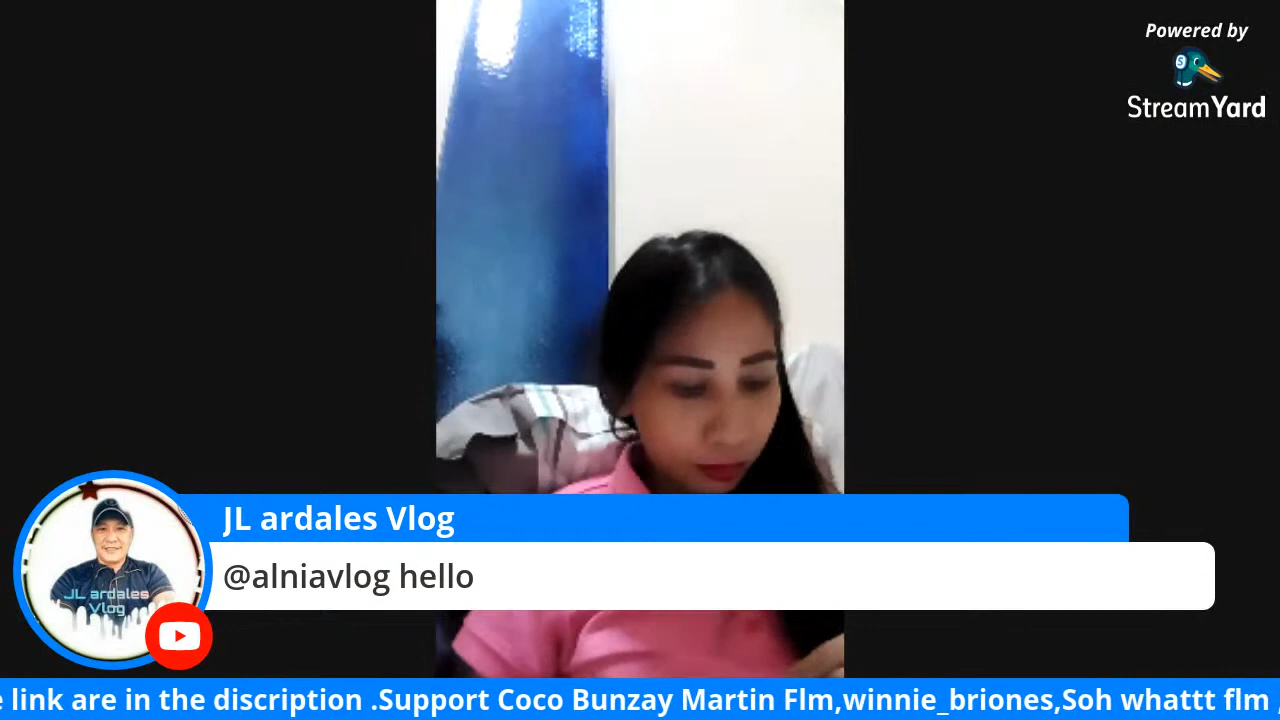 Powered by
StreamYard
JL ardales Vlog
@alniavlog hello
JL ardales
Vlog
link are in the discription .Support Coco Bunzay Martin Flm,winnie_briones,Soh whattt flm ,